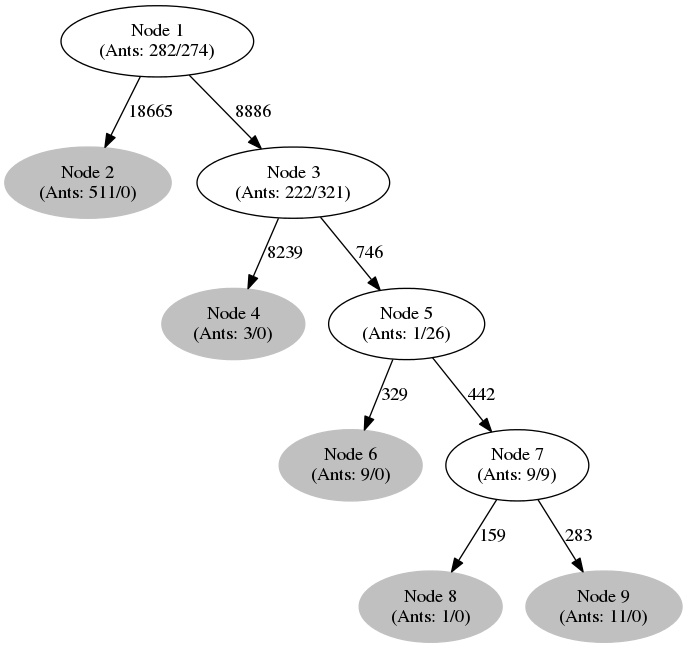 Node 1
(Ants: 282/274)
18665
8886
Node 2
(Ants: 511/0)
Node 3
(Ants: 222/321)
8239
746
Node 4
(Ants: 3/0)
Node 5
(Ants: 1/26)
329
442
Node 6
(Ants: 9/0)
Node 7
(Ants: 9/9)
159
283
Node 8
(Ants: 1/0)
Node 9
(Ants: 11/0)